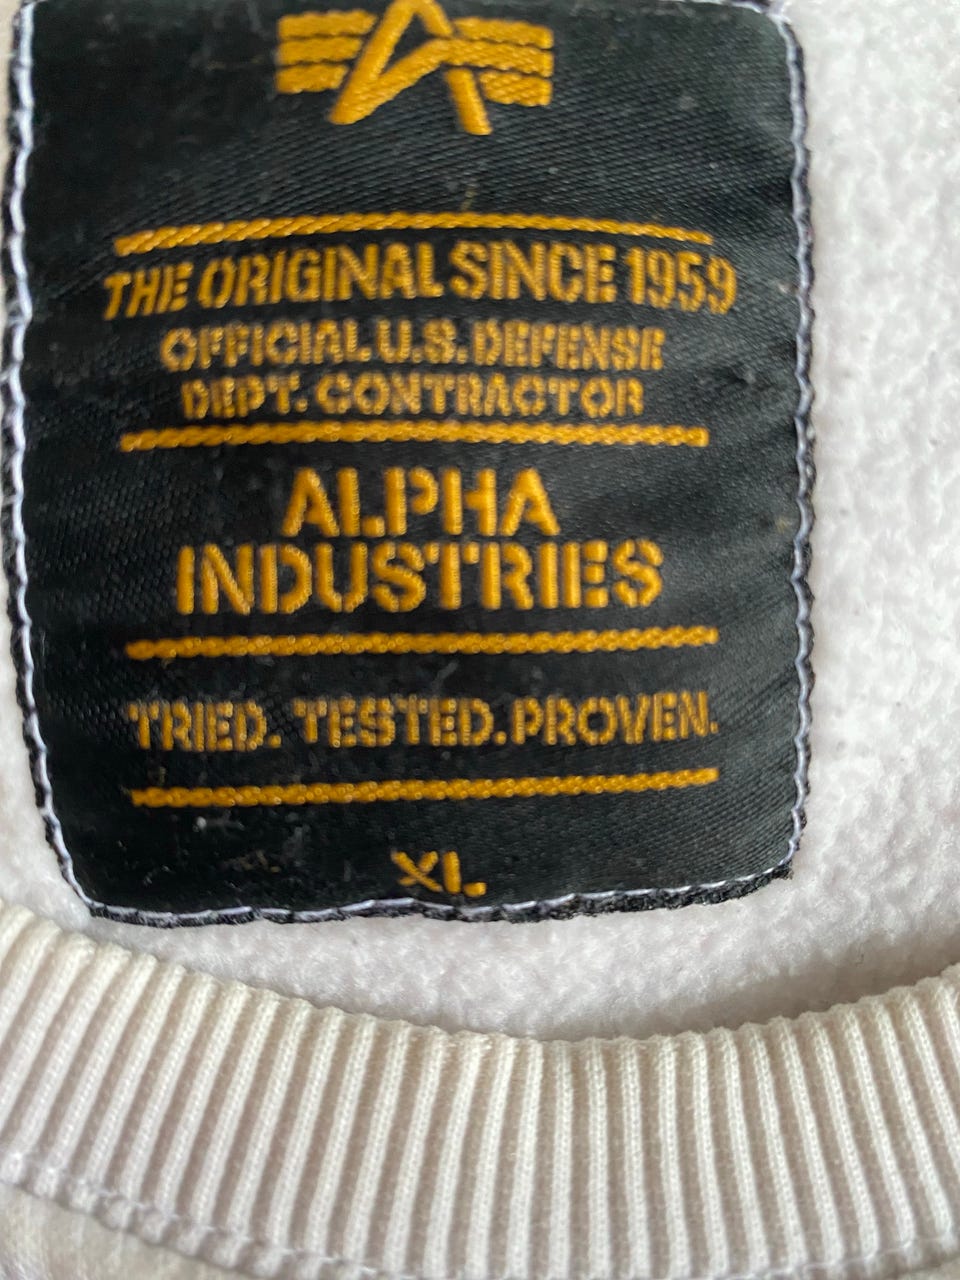 THE ORIGINAL SINCE 1959
OFFICIAL U.S. DEFENSE
DEPT. CONTRACTOR
ALPHA
INDUSTRIES
TRIED. TESTED. PROVEN.
XL